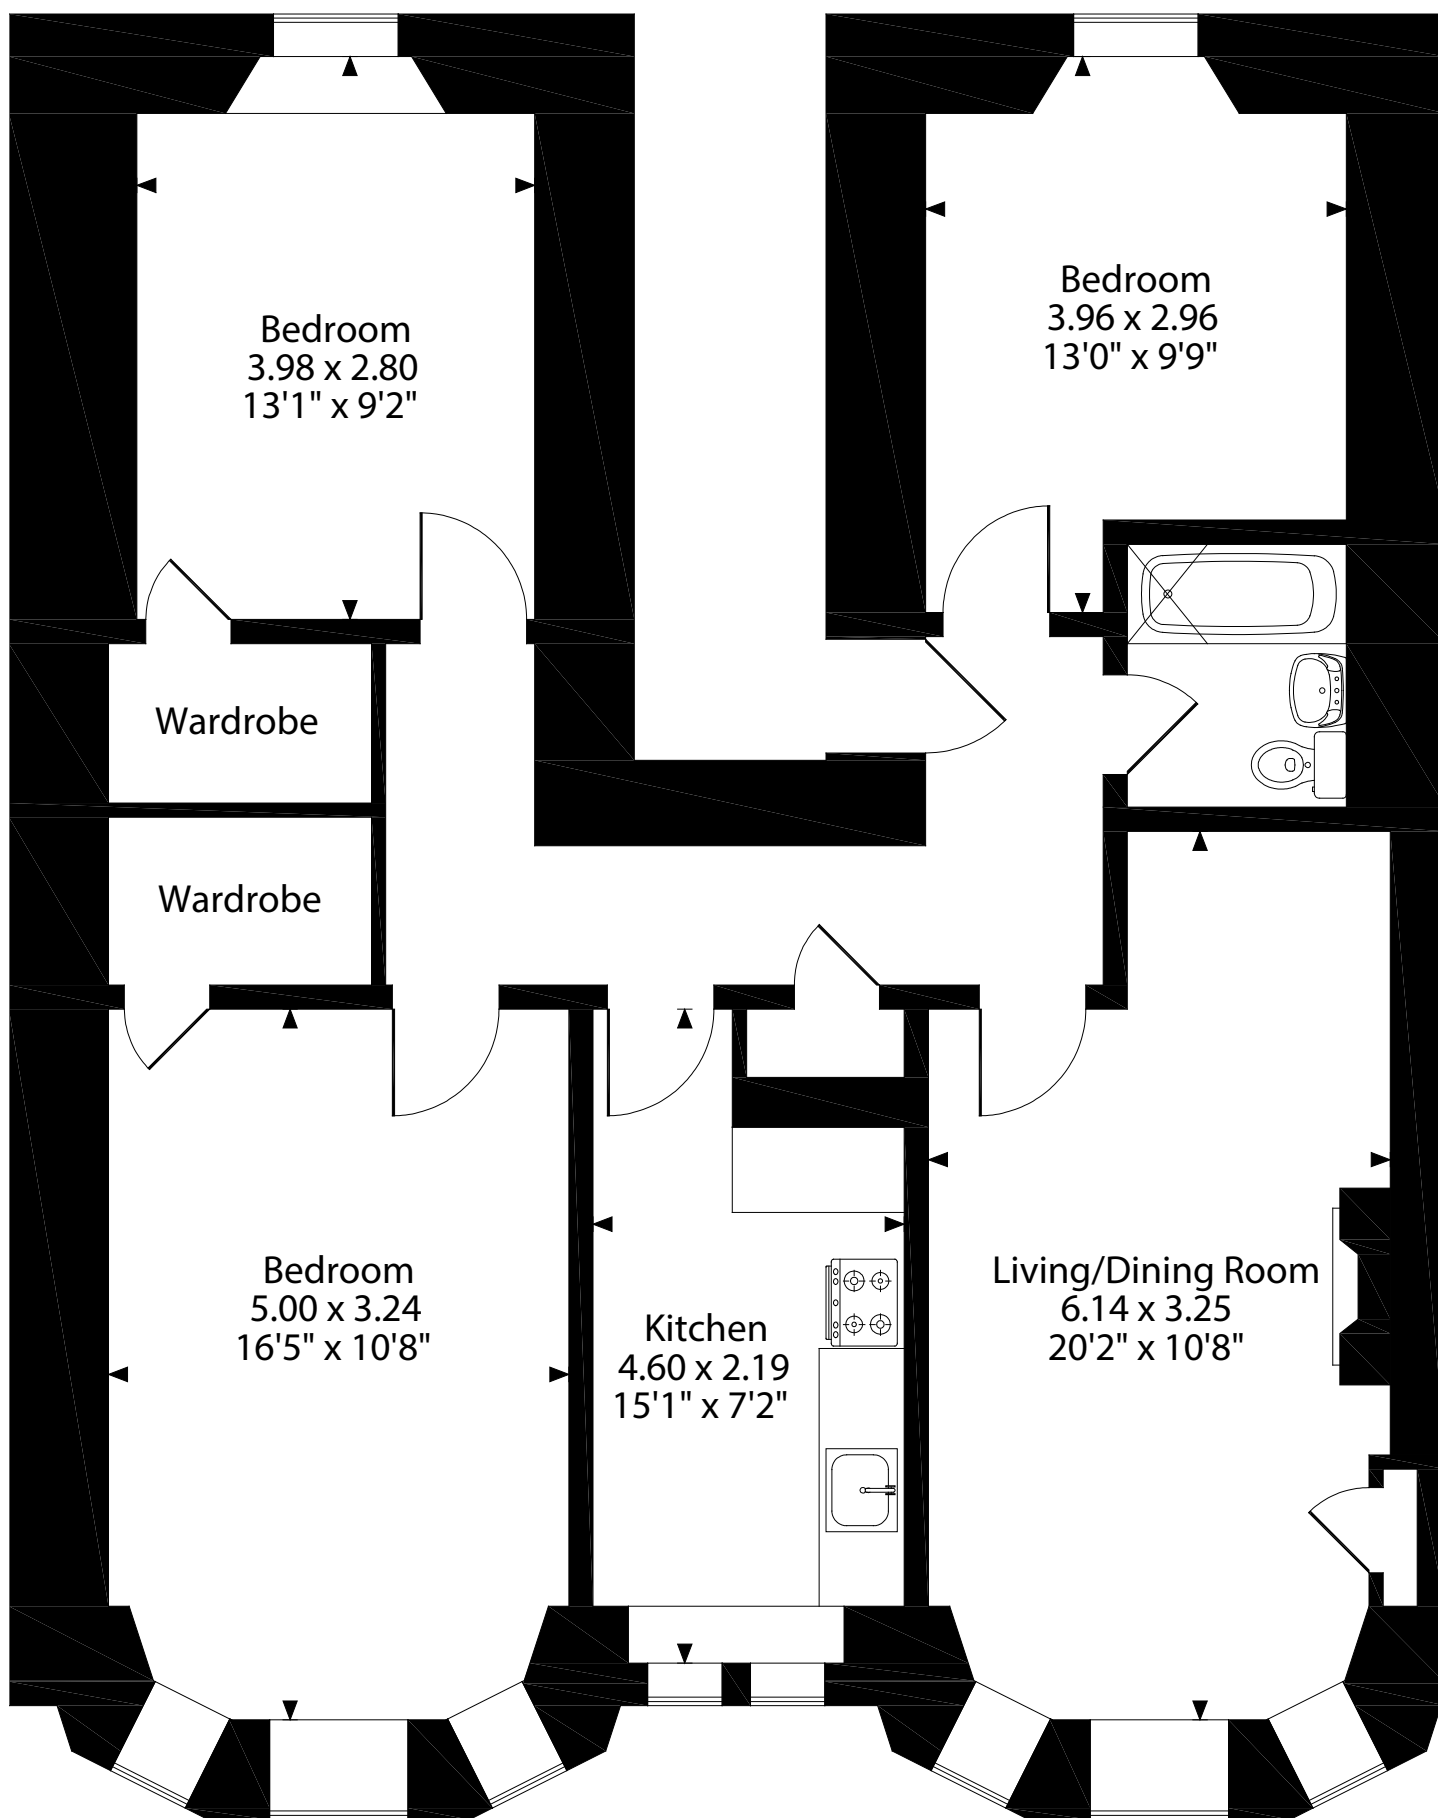 Bedroom
3.98 x 2.80
13'1" x 9'2"
Bedroom
3.96 x 2.96
13'0" x 9'9"
Wardrobe
Wardrobe
Bedroom
5.00 x 3.24
16'5" x 10'8"
Kitchen
4.60 x 2.19
15'1" x 7'2"
Living/Dining Room
6.14 x 3.25
20'2" x 10'8"